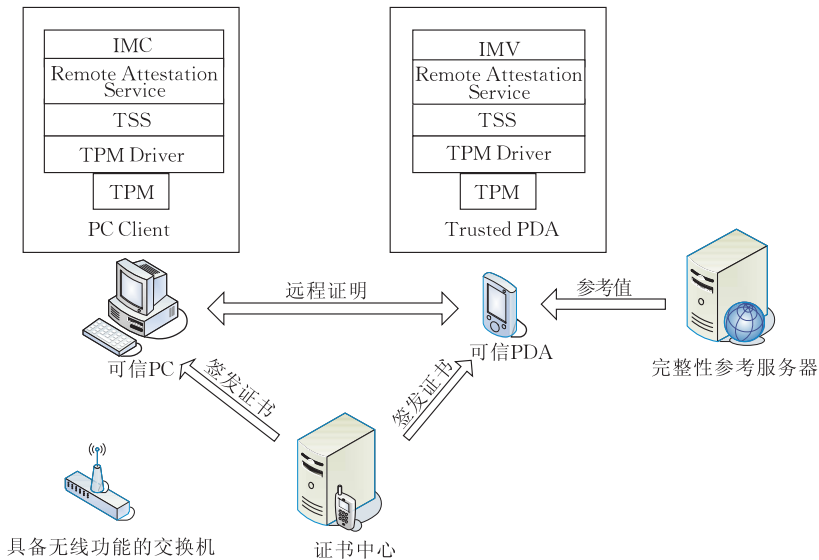 IMC
Remote Attestation
Service
TSS
TPM Driver
TPM
PC Client
IMV
Remote Attestation
Service
TSS
TPM Driver
TPM
Trusted PDA
远程证明
参考值
可信PC
可信PDA
完整性参考服务器
签发证书
签发证书
具备无线功能的交换机
证书中心